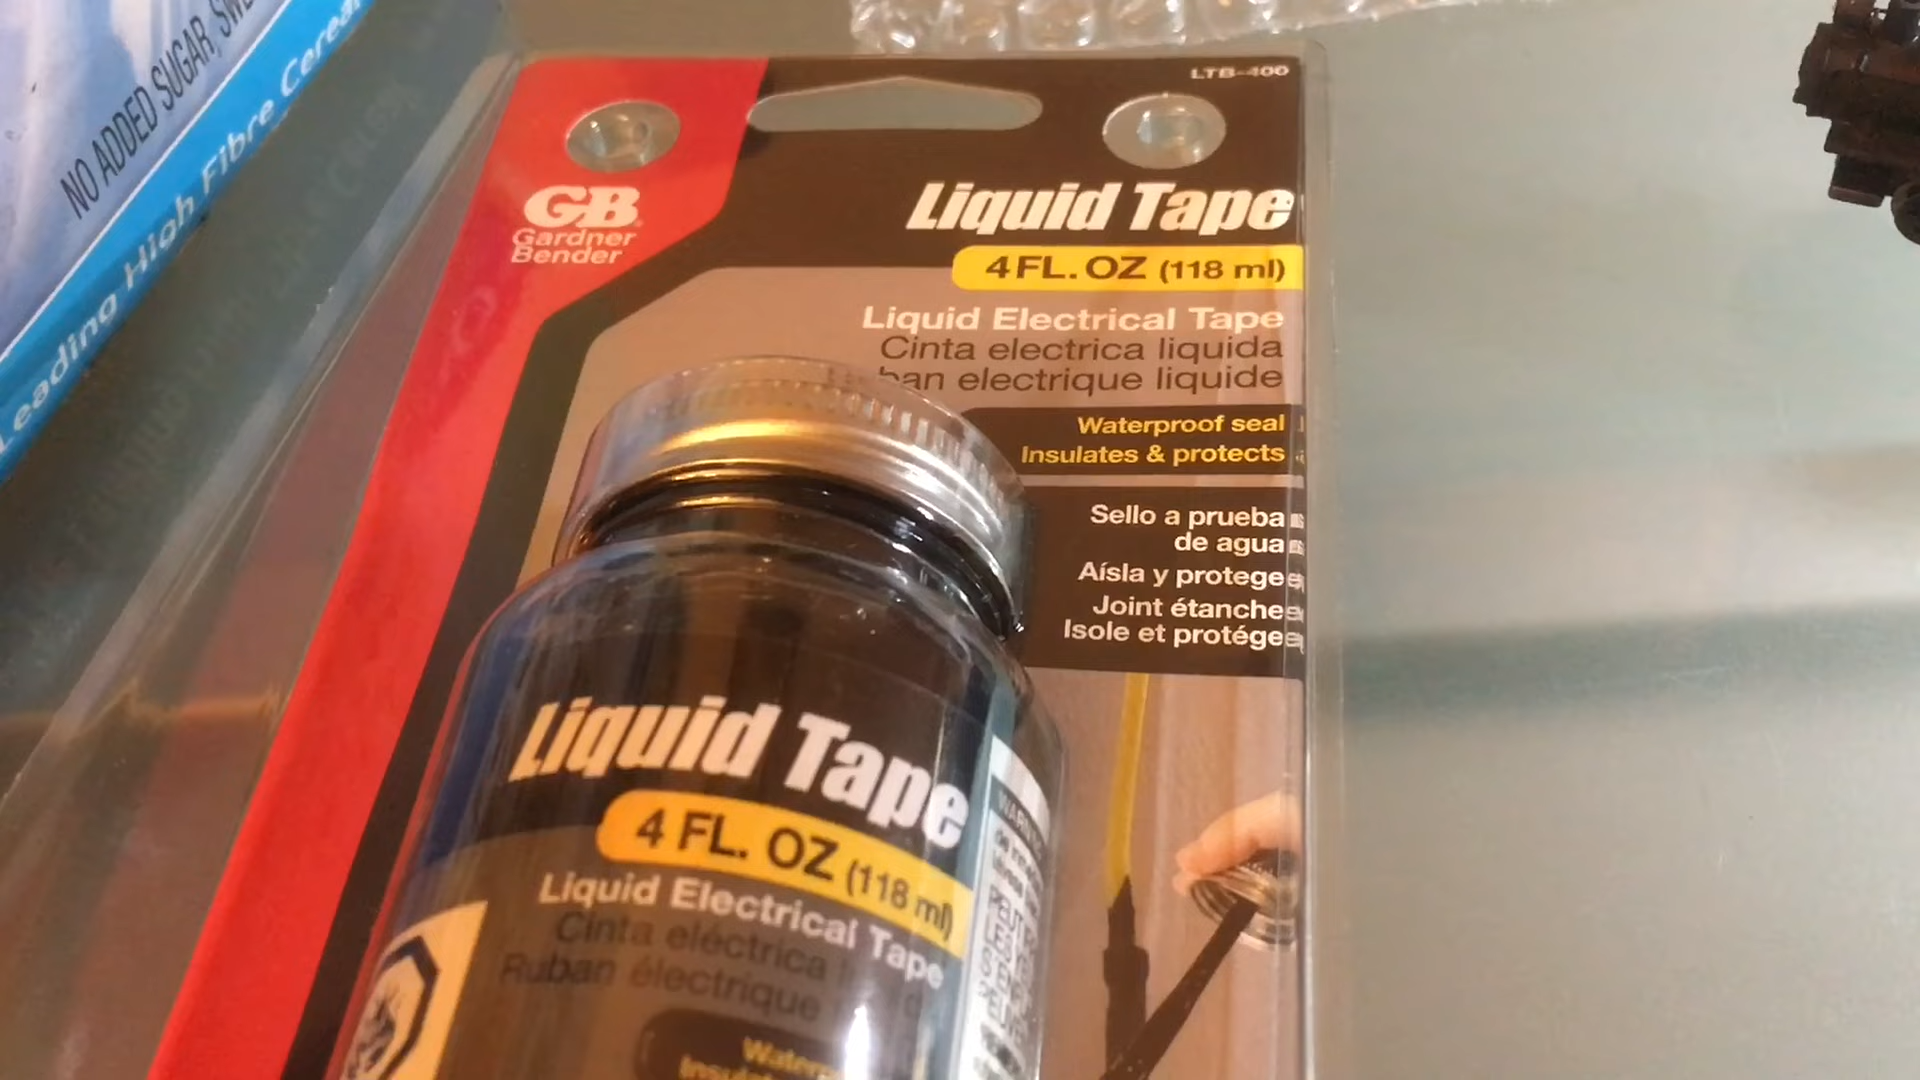 NO ADDED SUGAR,
Leading High Fibre Cereal
LTB-400
GB
Gardner
Bender
Liquid Tape
4 FL. OZ (118 ml)
Liquid Electrical Tape
Cinta electrica liquida
ban electrique liquide
Waterproof seal
Insulates & protects
Sello a prueba
de agua
Aísla y protege
Joint étanche
Isole et protége
Liquid Tape
4 FL. OZ (118 ml)
Liquid Electrical Tape
Cinta eléctrica
Ruban électrique